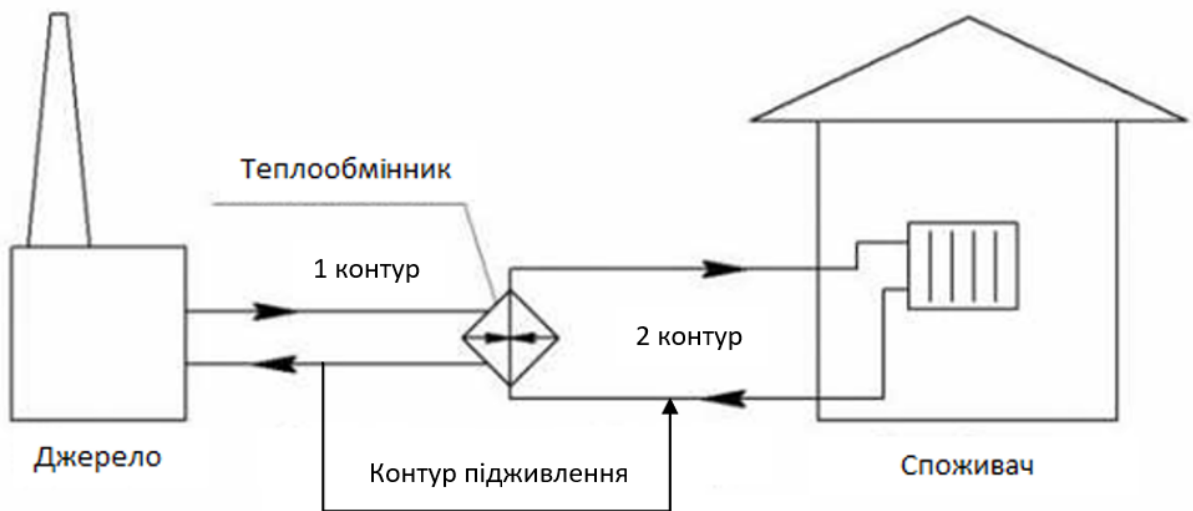 Теплообмінник
1 контур
2 контур
Джерело
Контур підживлення
Споживач